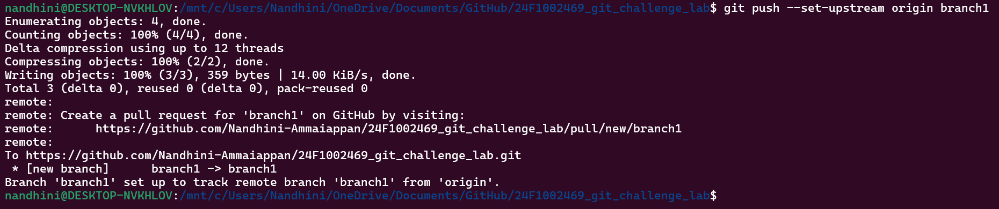 nandhini@DESKTOP-NVKHLOV:/mnt/c/Users/Nandhini/OneDrive/Documents/GitHub/24F1002469_git_challenge_lab$ git push --set-upstream origin branch1
Enumerating objects: 4, done.
Counting objects: 100% (4/4), done.
Delta compression using up to 12 threads
Compressing objects: 100% (2/2), done.
Writing objects: 100% (3/3), 359 bytes | 14.00 KiB/s, done.
Total 3 (delta 0), reused 0 (delta 0), pack-reused 0
remote:
remote: Create a pull request for 'branch1' on GitHub by visiting:
remote:      https://github.com/Nandhini-Ammaiappan/24F1002469_git_challenge_lab/pull/new/branch1
remote:
To https://github.com/Nandhini-Ammaiappan/24F1002469_git_challenge_lab.git
 * [new branch]      branch1 -> branch1
Branch 'branch1' set up to track remote branch 'branch1' from 'origin'.
nandhini@DESKTOP-NVKHLOV:/mnt/c/Users/Nandhini/OneDrive/Documents/GitHub/24F1002469_git_challenge_lab$